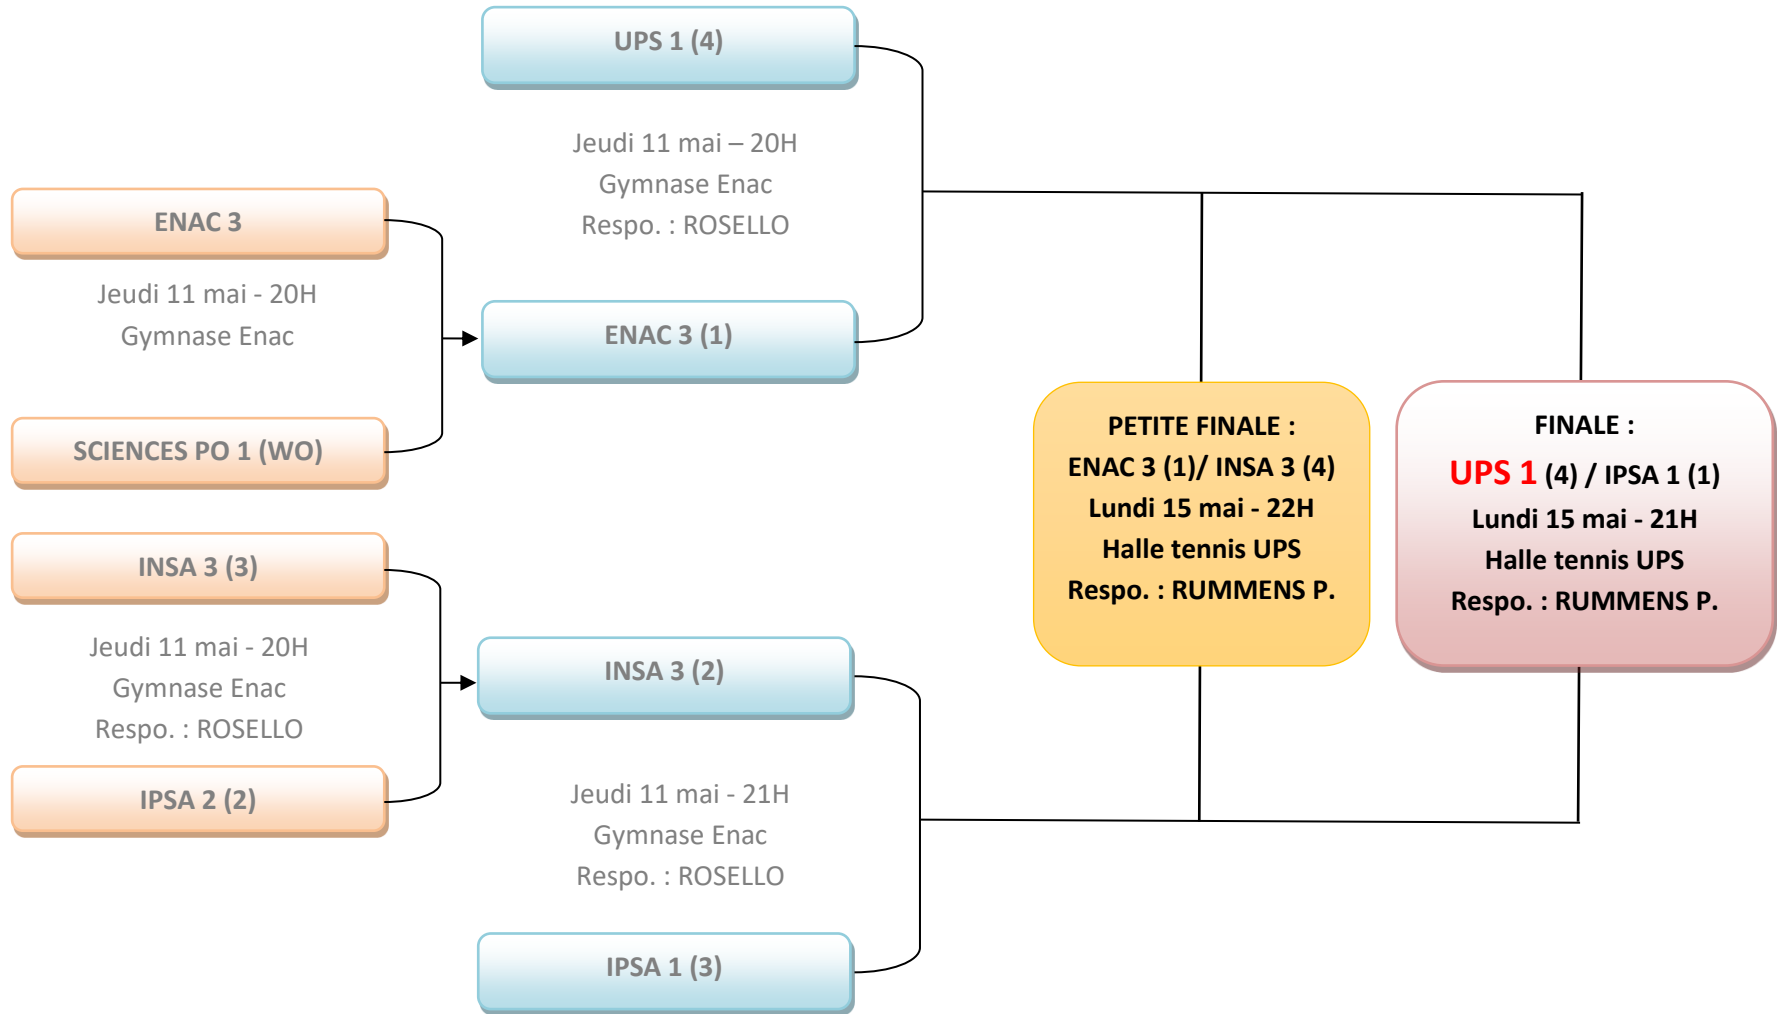 UPS 1 (4)
Jeudi 11 mai – 20H
Gymnase Enac
Respo. : ROSELLO
ENAC 3
Jeudi 11 mai - 20H
Gymnase Enac
ENAC 3 (1)
SCIENCES PO 1 (WO)
INSA 3 (3)
Jeudi 11 mai - 20H
Gymnase Enac
Respo. : ROSELLO
IPSA 2 (2)
INSA 3 (2)
Jeudi 11 mai - 21H
Gymnase Enac
Respo. : ROSELLO
IPSA 1 (3)
PETITE FINALE :
ENAC 3 (1)/ INSA 3 (4)
Lundi 15 mai - 22H
Halle tennis UPS
Respo. : RUMMENS P.
FINALE :
UPS 1 (4) / IPSA 1 (1)
Lundi 15 mai - 21H
Halle tennis UPS
Respo. : RUMMENS P.